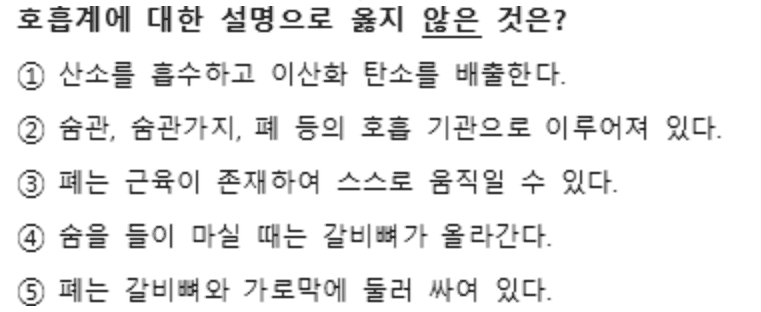 호흡계에 대한 설명으로 옳지 않은 것은?
① 산소를 흡수하고 이산화 탄소를 배출한다.
② 숨관, 숨관가지, 폐 등의 호흡 기관으로 이루어져 있다.
③ 폐는 근육이 존재하여 스스로 움직일 수 있다.
④ 숨을 들이 마실 때는 갈비뼈가 올라간다.
⑤ 폐는 갈비뼈와 가로막에 둘러 싸여 있다.